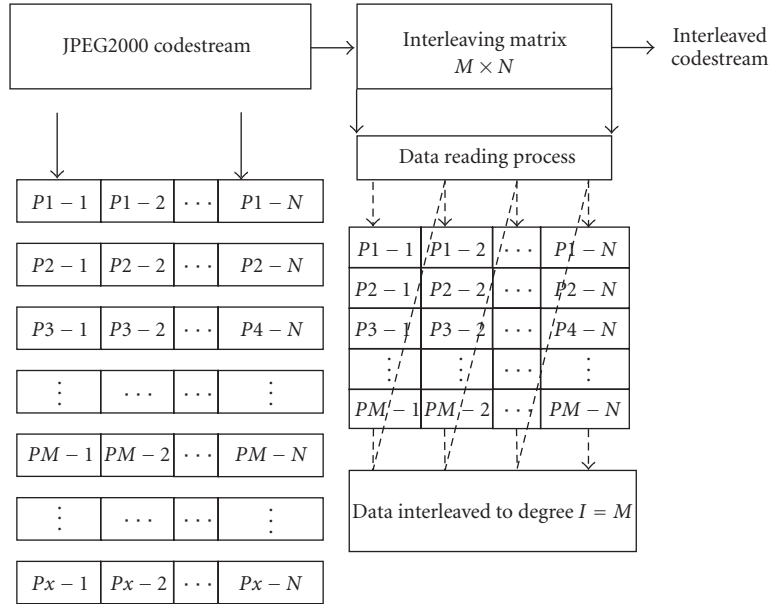 JPEG2000 codestream
Interleaving matrix
M × N
Interleaved
codestream
Data reading process
P1 − 1 P1 − 2 ··· P1 − N
P2 − 1 P2 − 2 ··· P2 − N
P3 − 1 P3 − 2 ··· P4 − N
⋮ ··· ··· ⋮
PM − 1 PM − 2 ··· PM − N
⋮ ··· ··· ⋮
Px − 1 Px − 2 ··· Px − N
P1 − 1 P1 − 2 ··· P1 − N
P2 − 1 P2 − 2 ··· P2 − N
P3 − 1 P3 − 2 ··· P4 − N
⋮ ⋮ ··· ⋮
PM − 1 PM − 2 ··· PM − N
Data interleaved to degree I = M